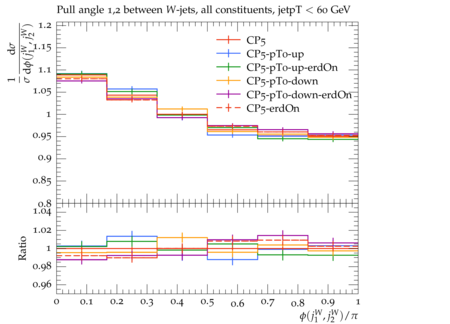 Pull angle 1,2 between W-jets, all constituents, jetpT < 60 GeV
1/σ dσ/dϕ(j₁ᵂ, j₂ᵂ)
CP5
CP5-pTo-up
CP5-pTo-up-erdOn
CP5-pTo-down
CP5-pTo-down-erdOn
CP5-erdOn
1.2
1.15
1.1
1.05
1.0
0.95
0.9
0.85
0.8
1.04
1.02
1
0.98
0.96
Ratio
0 0.1 0.2 0.3 0.4 0.5 0.6 0.7 0.8 0.9 1
ϕ(j₁ᵂ, j₂ᵂ)/π